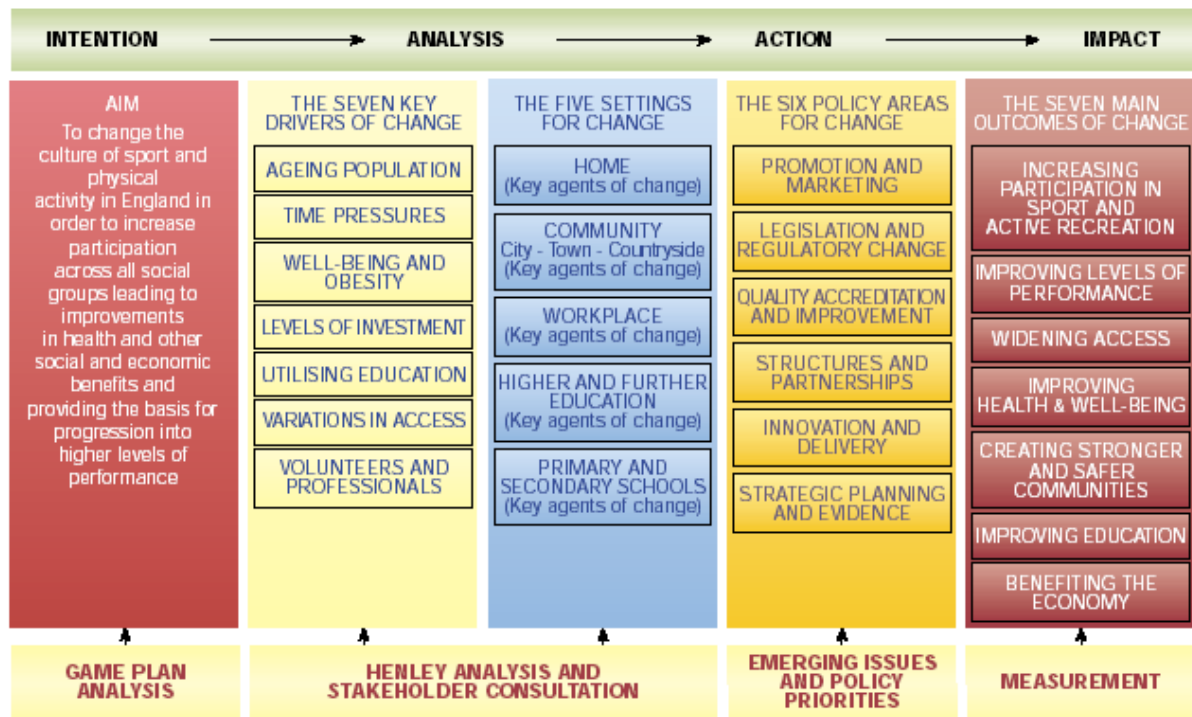 INTENTION ANALYSIS ACTION IMPACT
AIM
To change the
culture of sport and
physical
activity in England in
order to increase
participation
across all social
groups leading to
improvements
in health and other
social and economic
benefits and
providing the basis for
progression into
higher levels of
performance
THE SEVEN KEY
DRIVERS OF CHANGE
AGEING POPULATION
TIME PRESSURES
WELL-BEING AND
OBESITY
LEVELS OF INVESTMENT
UTILISING EDUCATION
VARIATIONS IN ACCESS
VOLUNTEERS AND
PROFESSIONALS
THE FIVE SETTINGS
FOR CHANGE
HOME
(Key agents of change)
COMMUNITY
City - Town - Countryside
(Key agents of change)
WORKPLACE
(Key agents of change)
HIGHER AND FURTHER
EDUCATION
(Key agents of change)
PRIMARY AND
SECONDARY SCHOOLS
(Key agents of change)
THE SIX POLICY AREAS
FOR CHANGE
PROMOTION AND
MARKETING
LEGISLATION AND
REGULATORY CHANGE
QUALITY ACCREDITATION
AND IMPROVEMENT
STRUCTURES AND
PARTNERSHIPS
INNOVATION AND
DELIVERY
STRATEGIC PLANNING
AND EVIDENCE
THE SEVEN MAIN
OUTCOMES OF CHANGE
INCREASING
PARTICIPATION IN
SPORT AND
ACTIVE RECREATION
IMPROVING LEVELS OF
PERFORMANCE
WIDENING ACCESS
IMPROVING
HEALTH & WELL-BEING
CREATING STRONGER
AND SAFER
COMMUNITIES
IMPROVING EDUCATION
BENEFITING THE
ECONOMY
GAME PLAN
ANALYSIS
HENLEY ANALYSIS AND
STAKEHOLDER CONSULTATION
EMERGING ISSUES
AND POLICY
PRIORITIES
MEASUREMENT